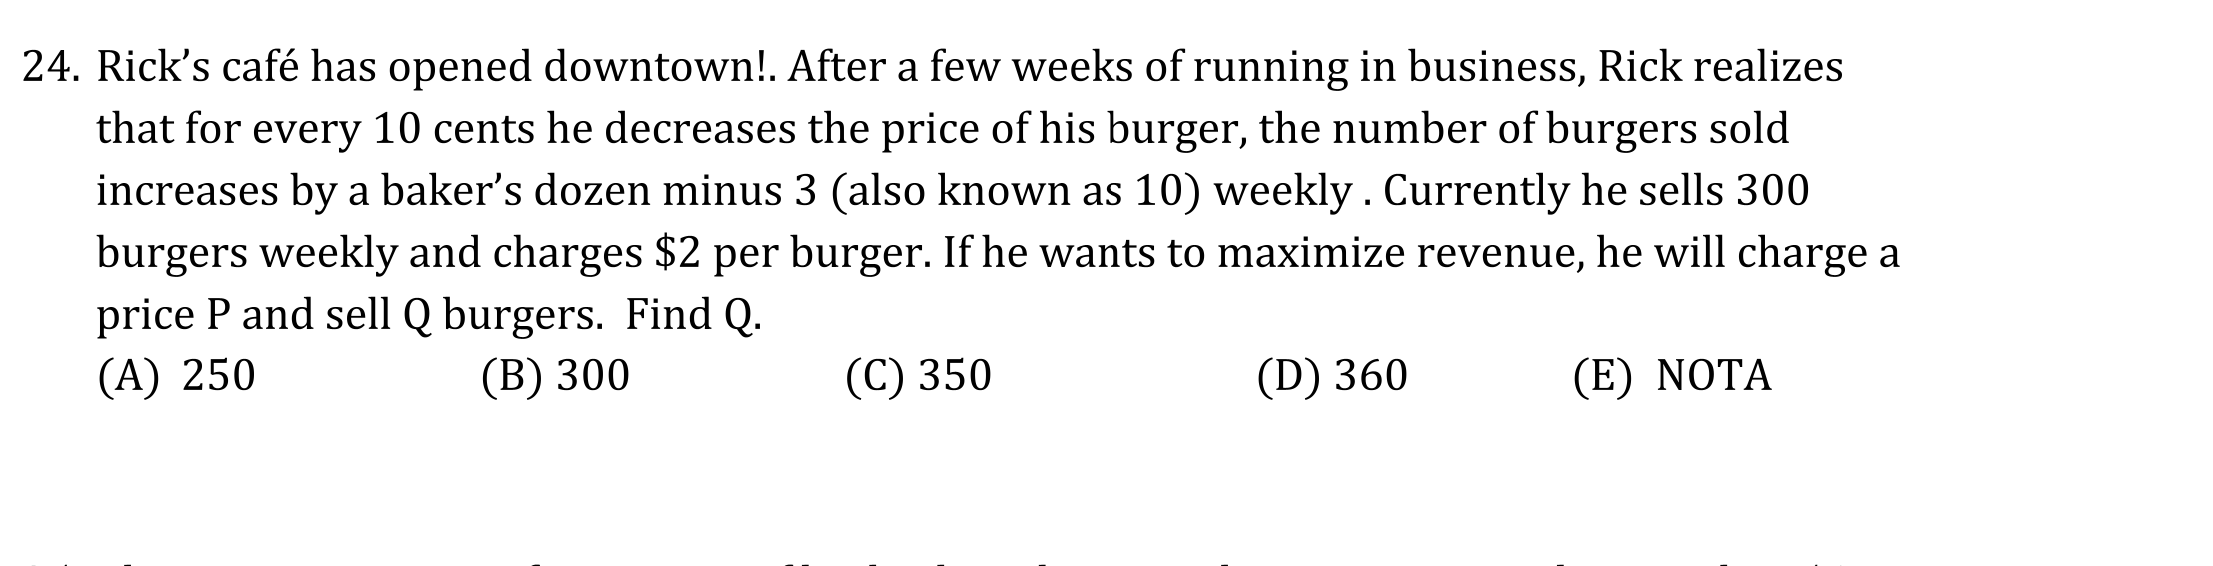 24. Rick’s café has opened downtown!. After a few weeks of running in business, Rick realizes
that for every 10 cents he decreases the price of his burger, the number of burgers sold
increases by a baker’s dozen minus 3 (also known as 10) weekly . Currently he sells 300
burgers weekly and charges $2 per burger. If he wants to maximize revenue, he will charge a
price P and sell Q burgers.  Find Q.
(A) 250 (B) 300 (C) 350 (D) 360 (E) NOTA